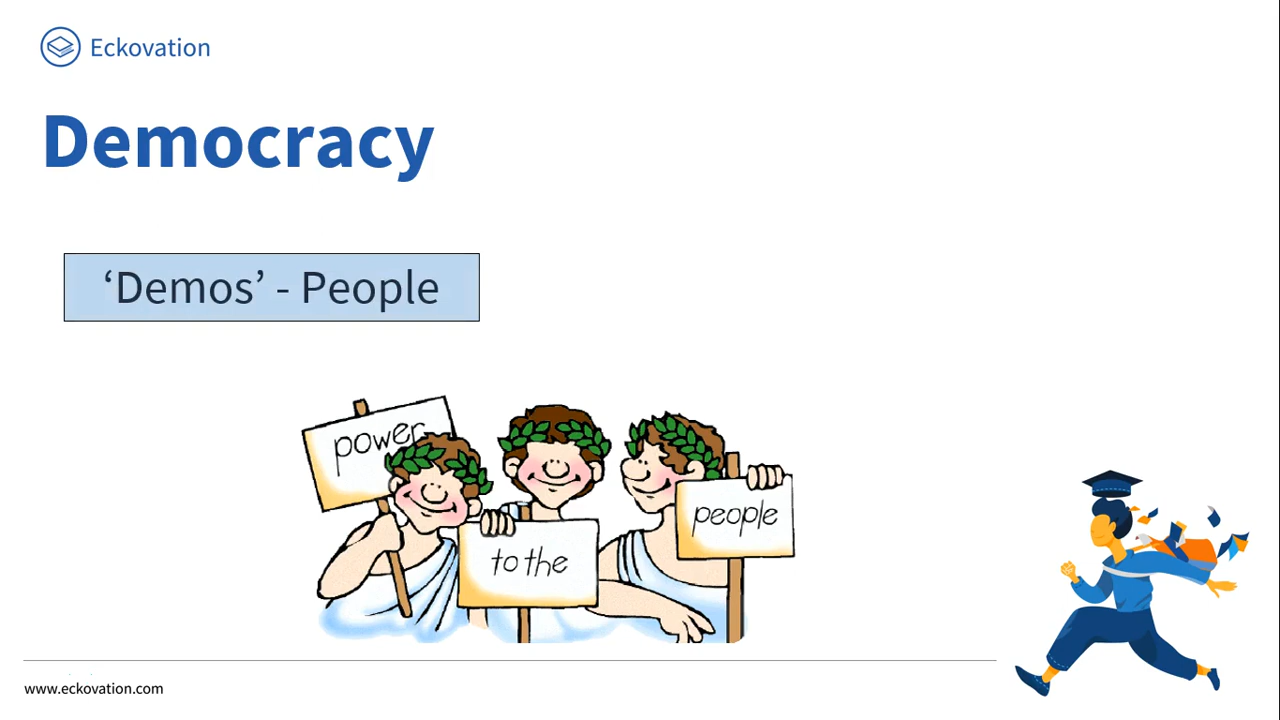 Eckovation
Democracy
‘Demos’ - People
power
to the
people
www.eckovation.com